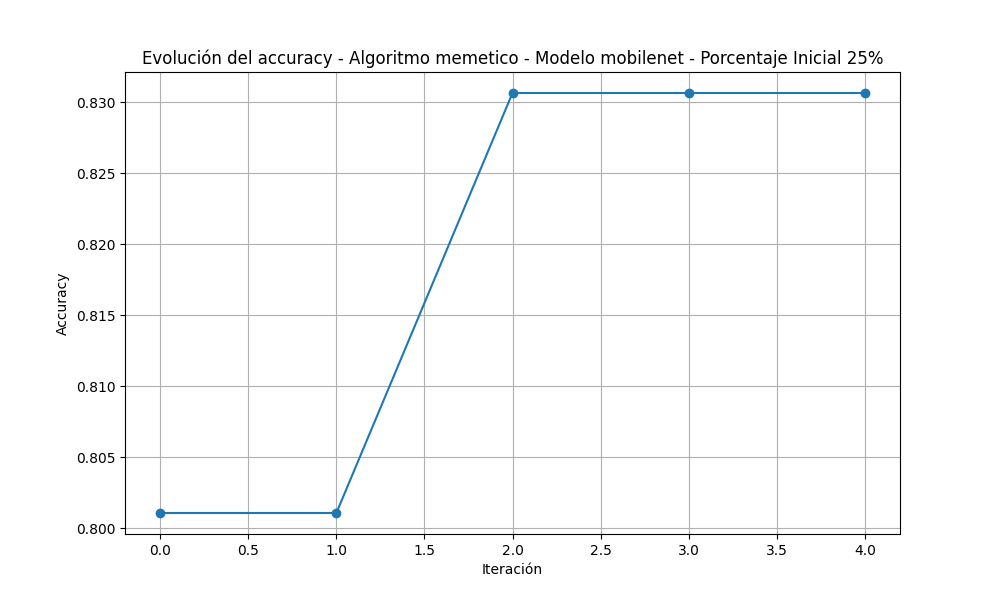 Evolución del accuracy - Algoritmo memetico - Modelo mobilenet - Porcentaje Inicial 25%
Accuracy
0.830
0.825
0.820
0.815
0.810
0.805
0.800
0.0 0.5 1.0 1.5 2.0 2.5 3.0 3.5 4.0
Iteración